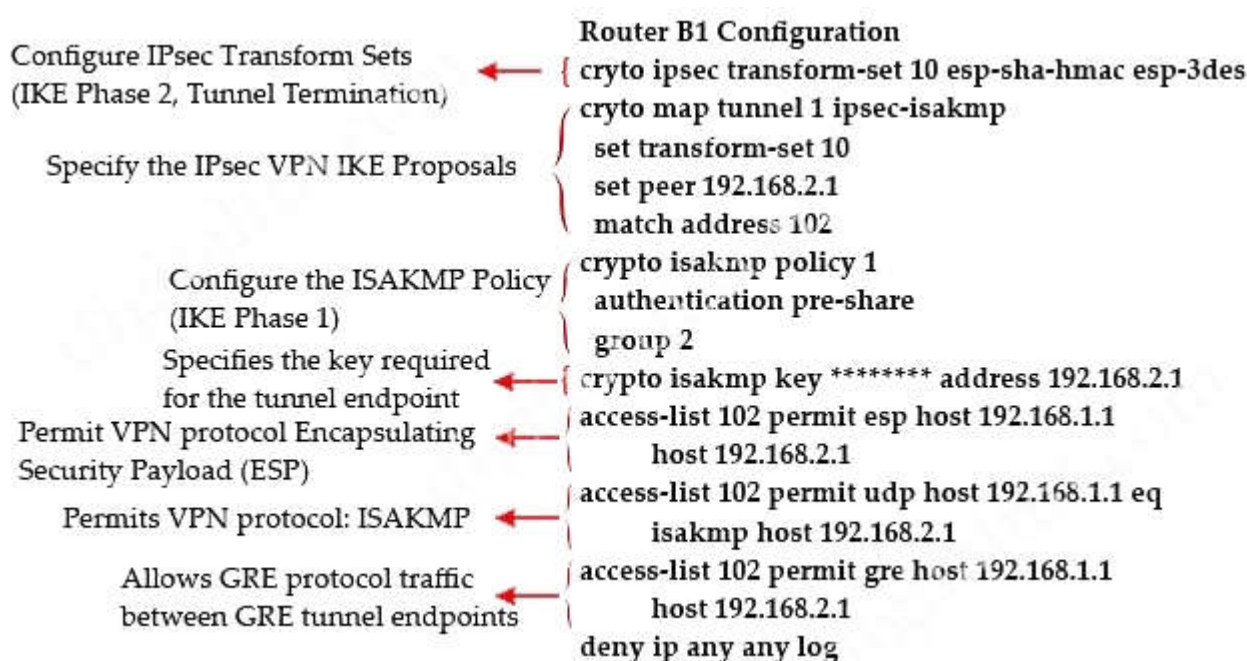 Router B1 Configuration
Configure IPsec Transform Sets
(IKE Phase 2, Tunnel Termination)
cryto ipsec transform-set 10 esp-sha-hmac esp-3des
Specify the IPsec VPN IKE Proposals
cryto map tunnel 1 ipsec-isakmp
set transform-set 10
set peer 192.168.2.1
match address 102
Configure the ISAKMP Policy
(IKE Phase 1)
crypto isakmp policy 1
authentication pre-share
group 2
Specifies the key required
for the tunnel endpoint
crypto isakmp key ******** address 192.168.2.1
Permit VPN protocol Encapsulating
Security Payload (ESP)
access-list 102 permit esp host 192.168.1.1
host 192.168.2.1
Permits VPN protocol: ISAKMP
access-list 102 permit udp host 192.168.1.1 eq
isakmp host 192.168.2.1
Allows GRE protocol traffic
between GRE tunnel endpoints
access-list 102 permit gre host 192.168.1.1
host 192.168.2.1
deny ip any any log